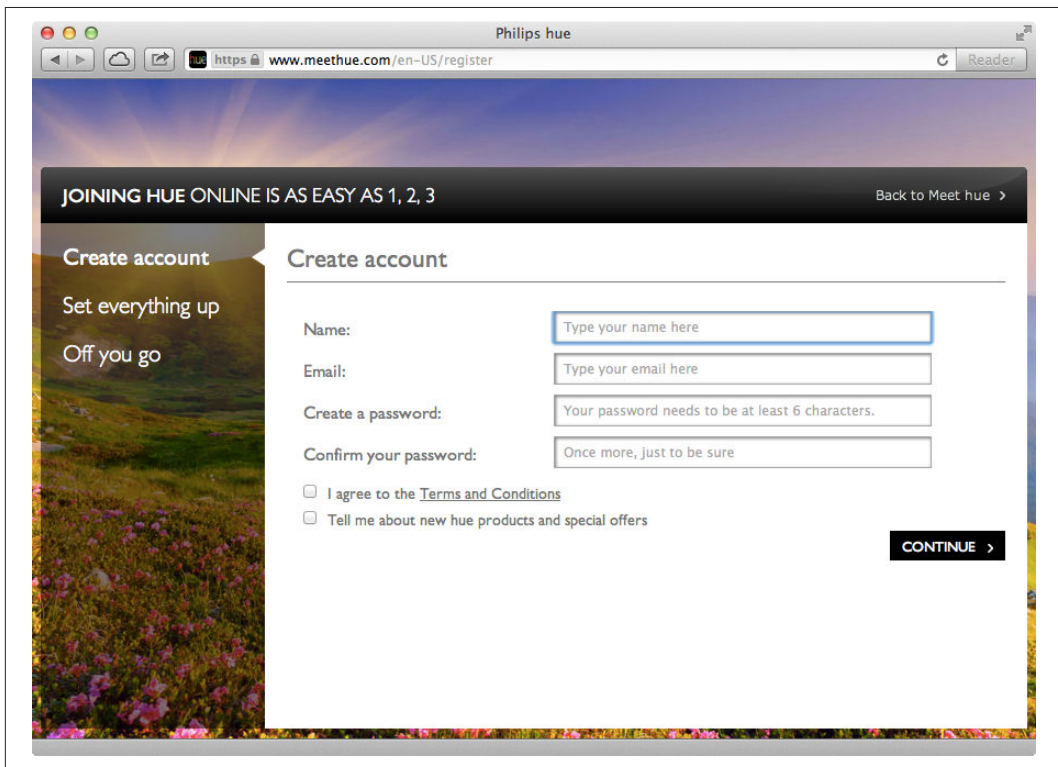 Philips hue
hue https www.meethue.com/en-US/register Reader
JOINING HUE ONLINE IS AS EASY AS 1, 2, 3
Back to Meet hue >
Create account
Set everything up
Off you go
Create account
Name: Type your name here
Email: Type your email here
Create a password: Your password needs to be at least 6 characters.
Confirm your password: Once more, just to be sure
I agree to the Terms and Conditions
Tell me about new hue products and special offers
CONTINUE >